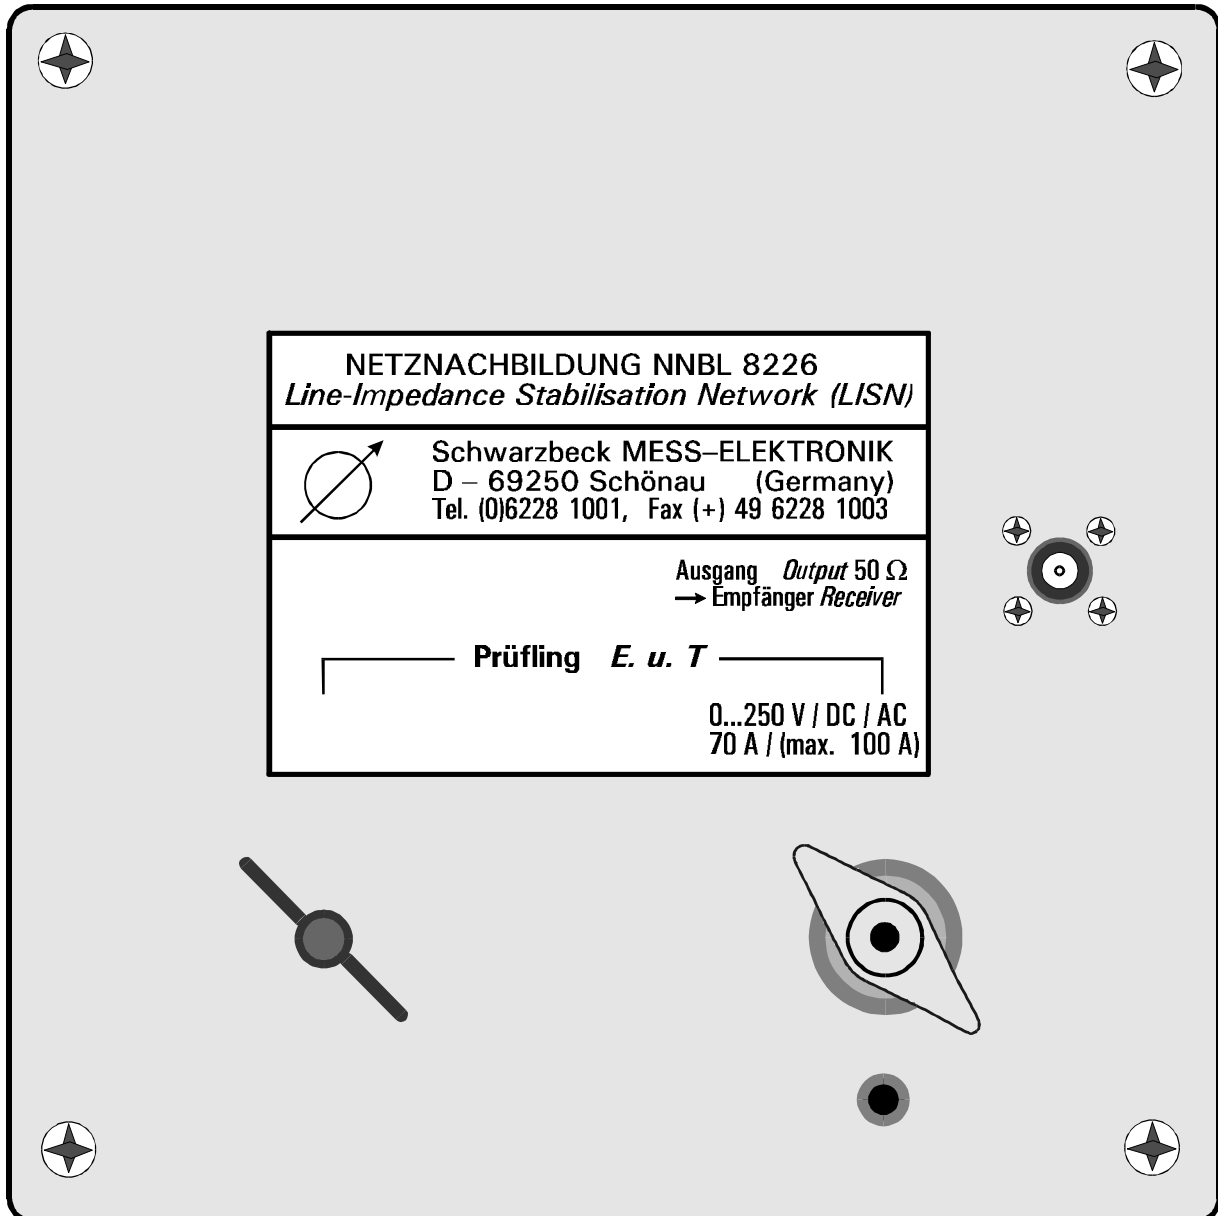 NETZNACHBILDUNG NNBL 8226
Line-Impedance Stabilisation Network (LISN)
Schwarzbeck MESS–ELEKTRONIK
D – 69250 Schönau (Germany)
Tel. (0)6228 1001, Fax (+) 49 6228 1003
Ausgang Output 50 Ω
→ Empfänger Receiver
Prüfling E. u. T
0...250 V / DC / AC
70 A / (max. 100 A)